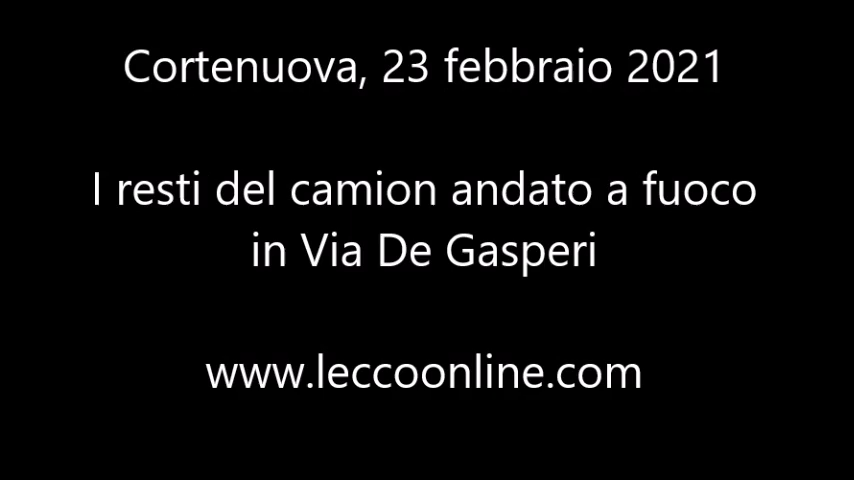 Cortenuova, 23 febbraio 2021
I resti del camion andato a fuoco
in Via De Gasperi
www.leccoonline.com